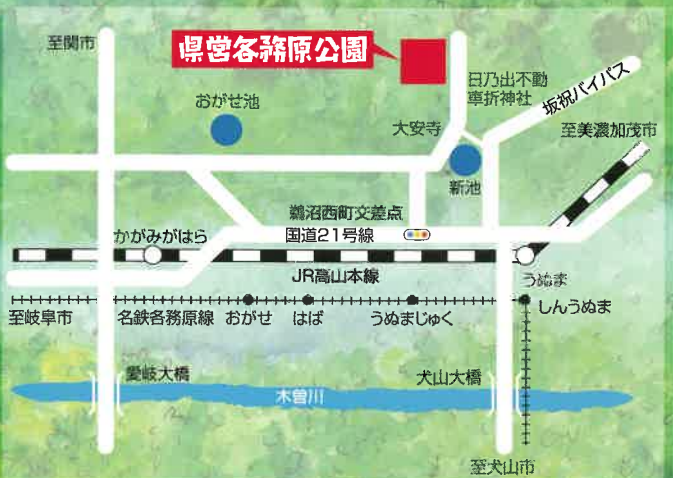 至関市
県営各務原公園
日乃出不動
車折神社
坂祝バイパス
おがせ池
大安寺
至美濃加茂市
新池
鵜沼西町交差点
かがみがはら
国道21号線
JR高山本線
うぬま
至岐阜市
名鉄各務原線
おがせ
はば
うぬまじゅく
しんうぬま
愛岐大橋
犬山大橋
木曽川
至犬山市